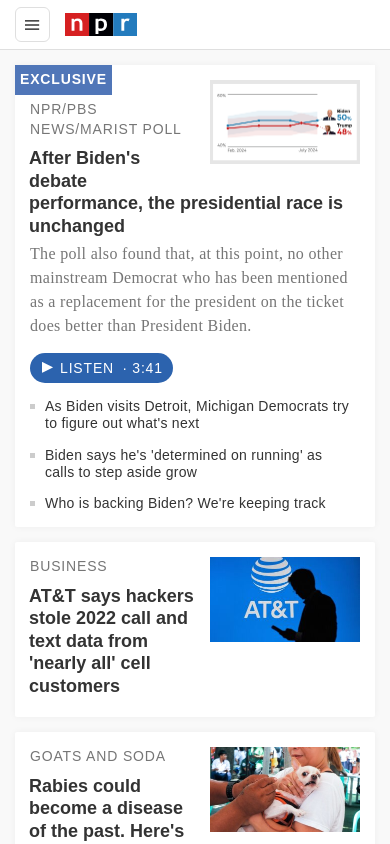 npr
EXCLUSIVE
NPR/PBS
NEWS/MARIST POLL
After Biden's
debate
performance, the presidential race is
unchanged
60%
40%
Feb. 2024
July 2024
Biden
50%
Trump
48%
The poll also found that, at this point, no other
mainstream Democrat who has been mentioned
as a replacement for the president on the ticket
does better than President Biden.
LISTEN · 3:41
As Biden visits Detroit, Michigan Democrats try
to figure out what's next
Biden says he's 'determined on running' as
calls to step aside grow
Who is backing Biden? We're keeping track
BUSINESS
AT&T says hackers
stole 2022 call and
text data from
'nearly all' cell
customers
AT&T
GOATS AND SODA
Rabies could
become a disease
of the past. Here's